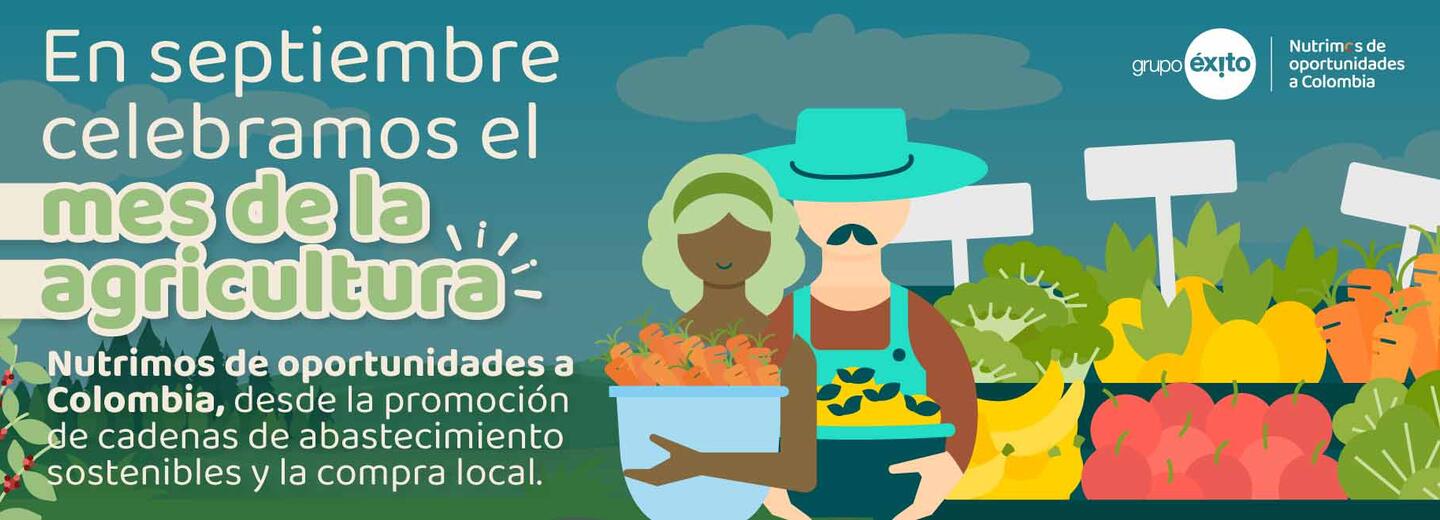 En septiembre
celebramos el
mes de la
agricultura
Nutrimos de oportunidades a
Colombia, desde la promoción
de cadenas de abastecimiento
sostenibles y la compra local.
grupo éxito
Nutrimos de
oportunidades
a Colombia